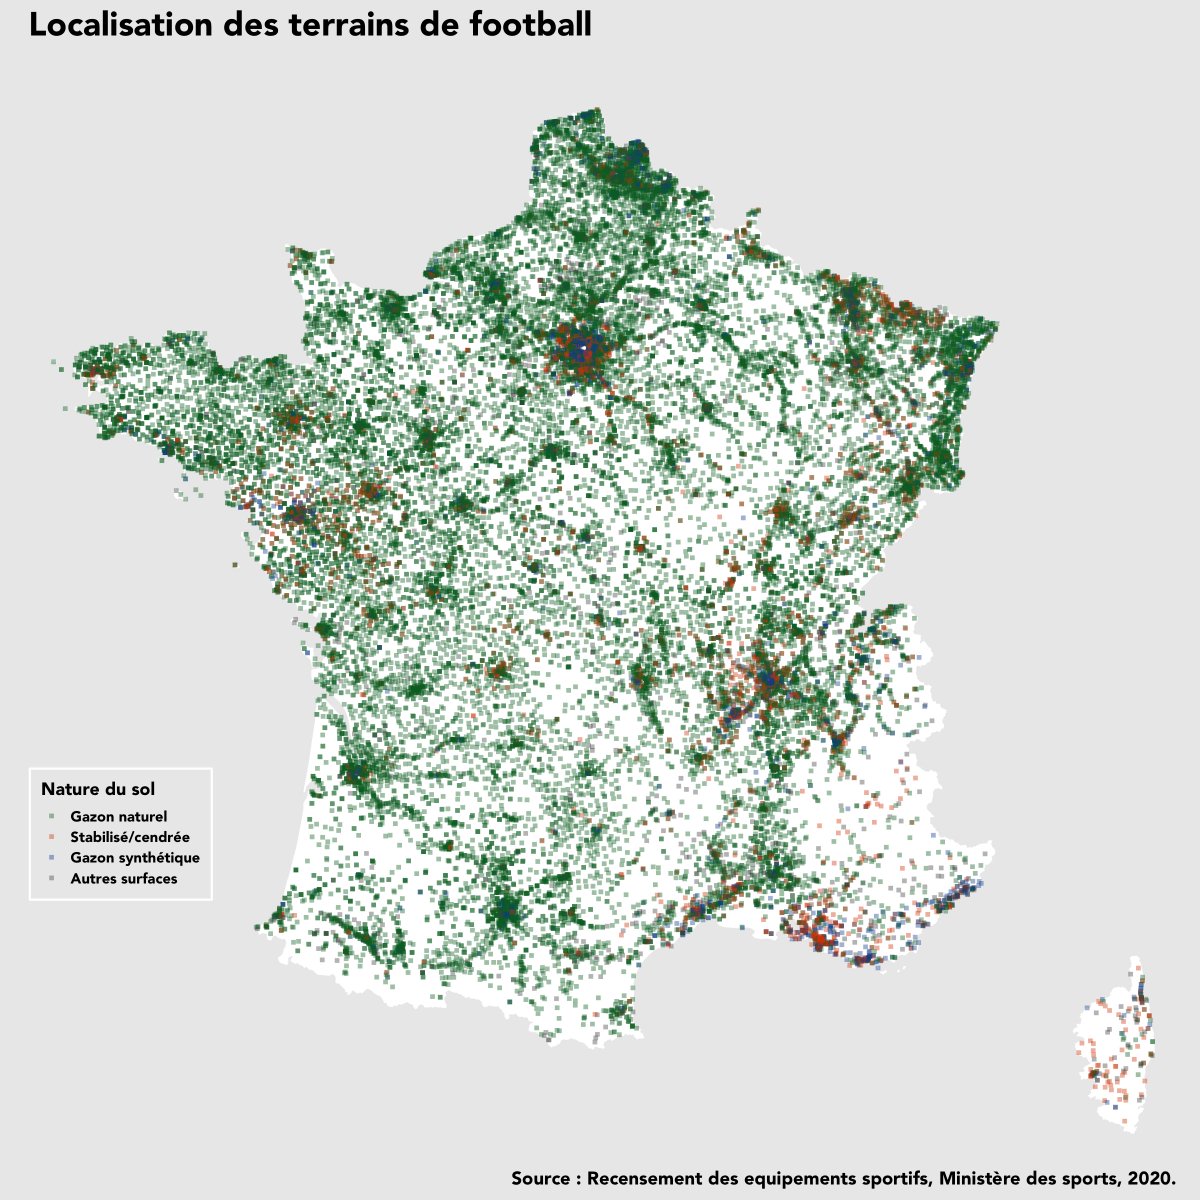 Localisation des terrains de football
Nature du sol
Gazon naturel
Stabilisé/cendrée
Gazon synthétique
Autres surfaces
Source : Recensement des equipements sportifs, Ministère des sports, 2020.